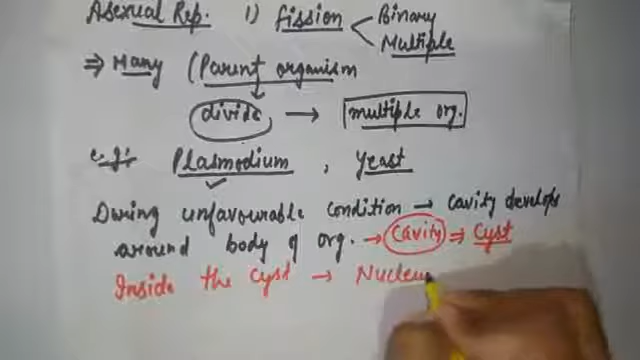 Asexual Rep. 1) fission < Binary
Multiple
⇒ Many (Parent organism
divide → multiple org.
e.g: Plasmodium, Yeast
During unfavourable condition → cavity develops
around body of org. → cavity ⇒ Cyst
Inside the cyst → Nucleu